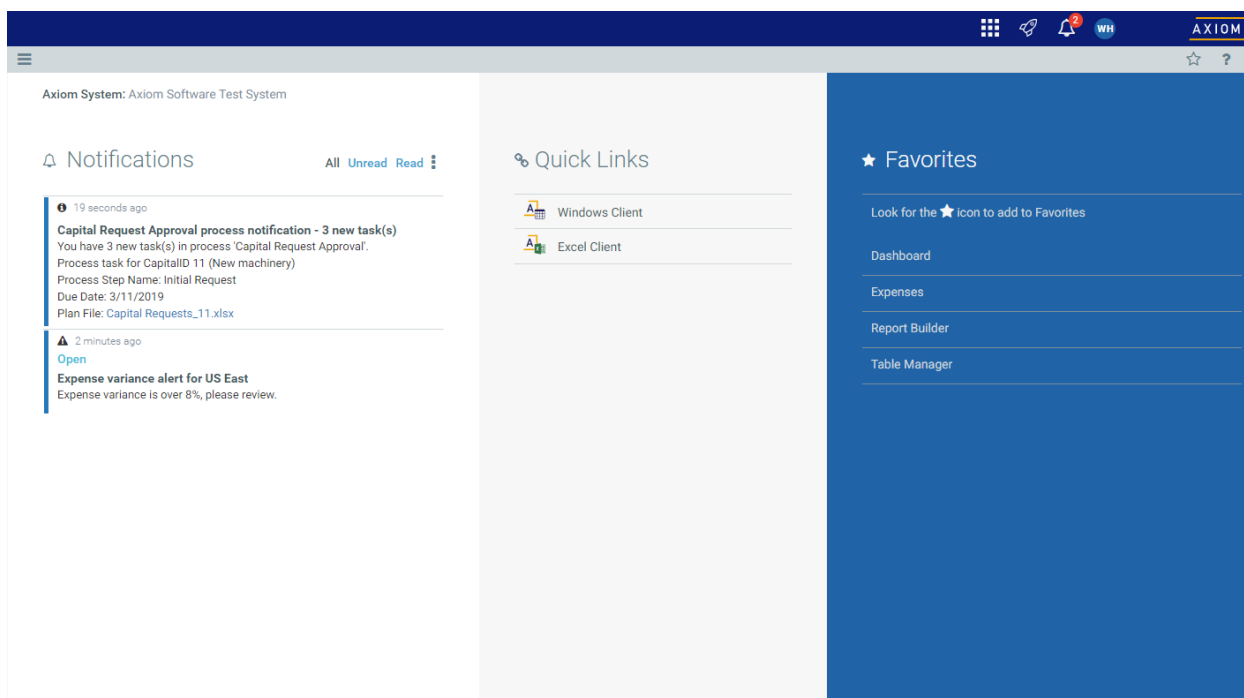 2
WH
AXIOM
?
Axiom System: Axiom Software Test System
Notifications
All Unread Read
19 seconds ago
Capital Request Approval process notification - 3 new task(s)
You have 3 new task(s) in process 'Capital Request Approval'.
Process task for CapitalID 11 (New machinery)
Process Step Name: Initial Request
Due Date: 3/11/2019
Plan File: Capital Requests_11.xlsx
2 minutes ago
Open
Expense variance alert for US East
Expense variance is over 8%, please review.
Quick Links
Windows Client
Excel Client
Favorites
Look for the icon to add to Favorites
Dashboard
Expenses
Report Builder
Table Manager